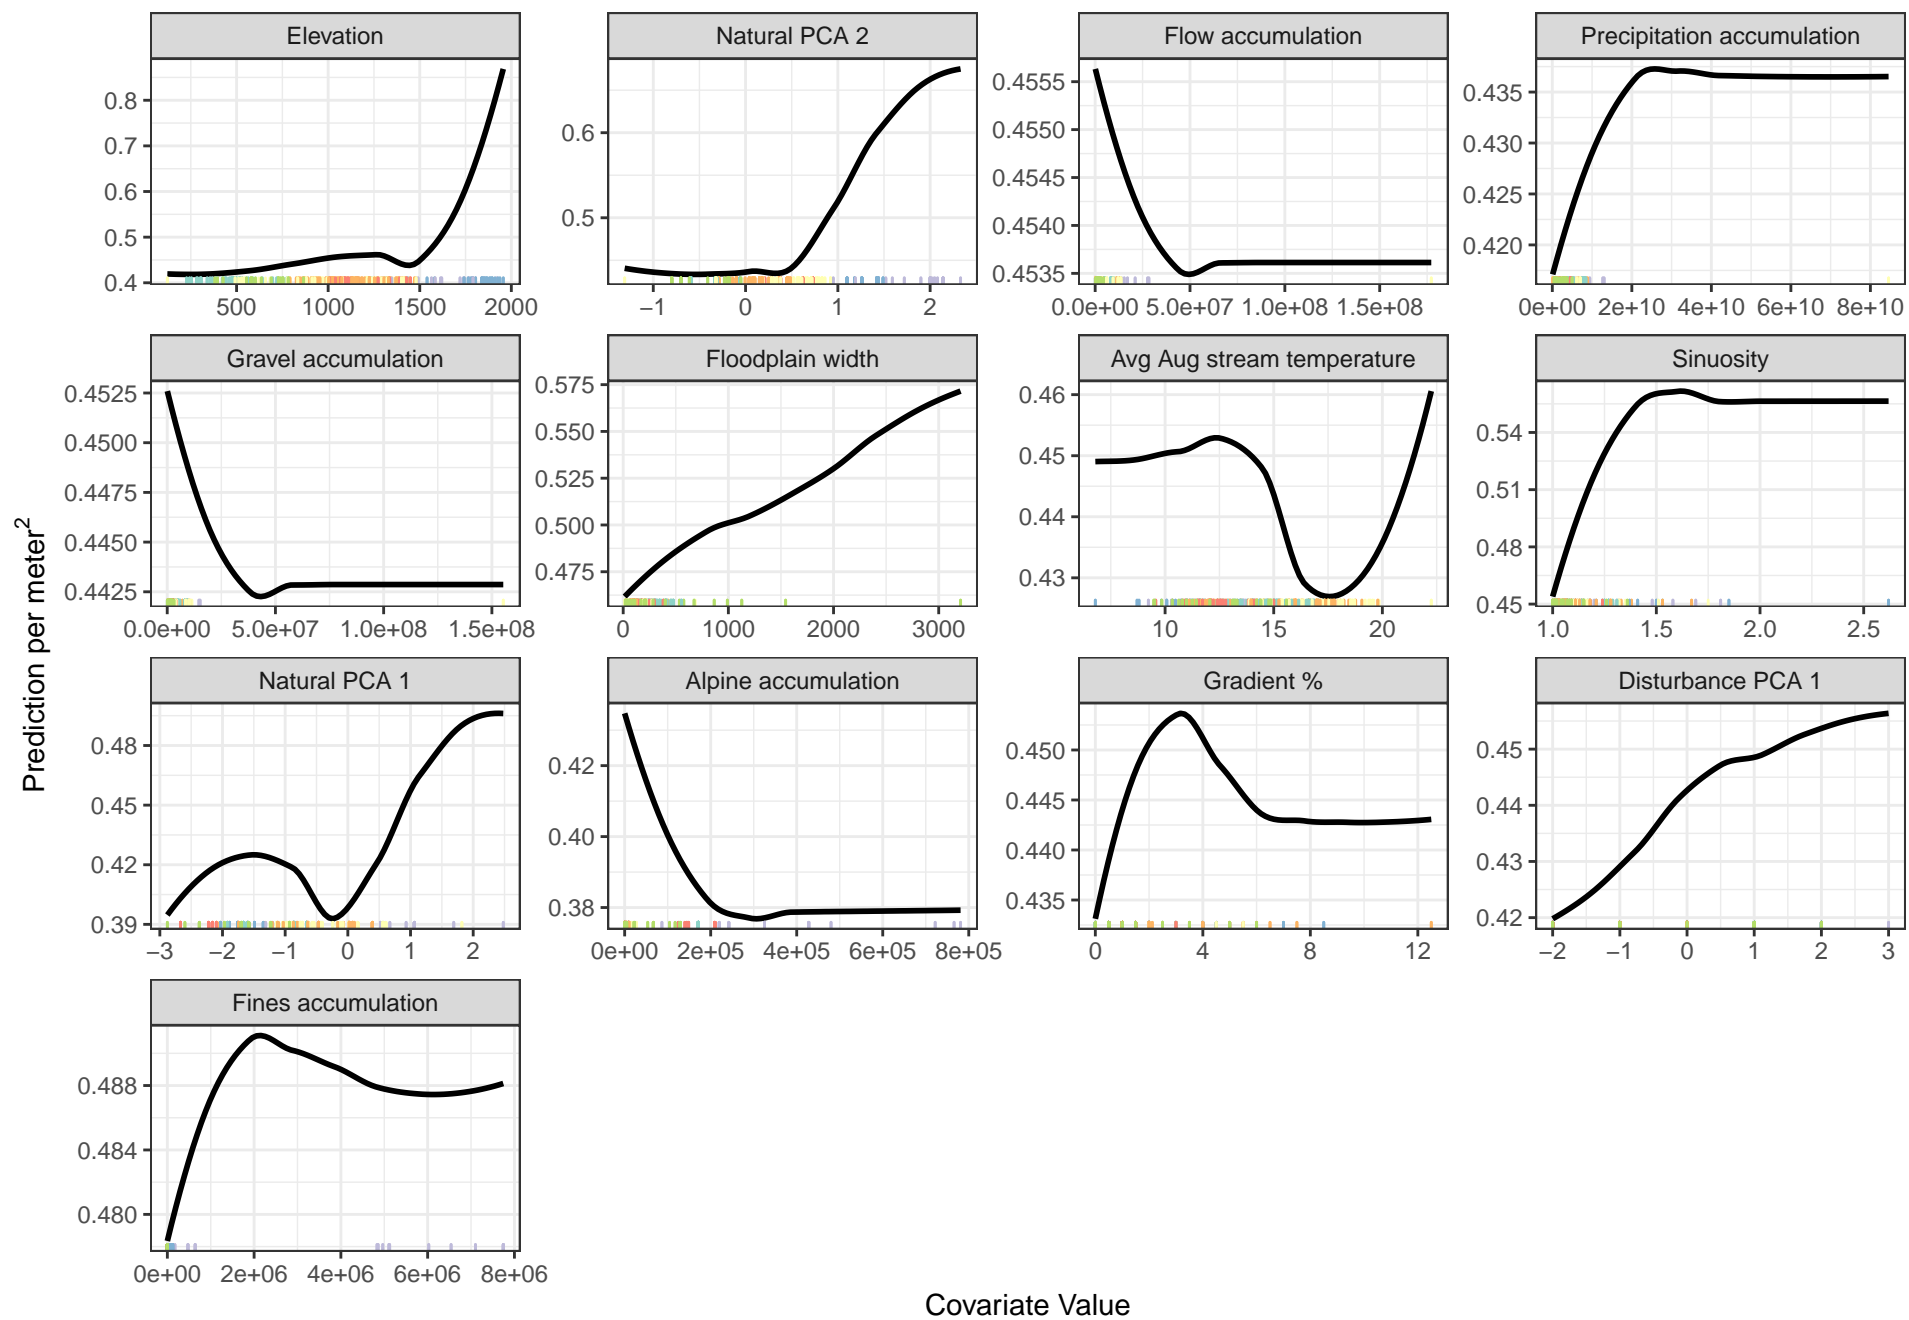 Elevation
Natural PCA 2
Flow accumulation
Precipitation accumulation
0.8
0.7
0.6
0.5
0.4
500 1000 1500 2000
0.6
0.5
−1 0 1 2
0.4555
0.4550
0.4545
0.4540
0.4535
0.0e+00 5.0e+07 1.0e+08 1.5e+08
0.435
0.430
0.425
0.420
0e+00 2e+10 4e+10 6e+10 8e+10
Gravel accumulation
Floodplain width
Avg Aug stream temperature
Sinuosity
0.4525
0.4500
0.4475
0.4450
0.4425
0.0e+00 5.0e+07 1.0e+08 1.5e+08
0.575
0.550
0.525
0.500
0.475
0 1000 2000 3000
0.46
0.45
0.44
0.43
10 15 20
0.54
0.51
0.48
0.45
1.0 1.5 2.0 2.5
Prediction per meter²
Natural PCA 1
Alpine accumulation
Gradient %
Disturbance PCA 1
0.48
0.45
0.42
0.39
−3 −2 −1 0 1 2
0.42
0.40
0.38
0e+00 2e+05 4e+05 6e+05 8e+05
0.450
0.445
0.440
0.435
0 4 8 12
0.45
0.44
0.43
0.42
−2 −1 0 1 2 3
Fines accumulation
0.488
0.484
0.480
0e+00 2e+06 4e+06 6e+06 8e+06
Covariate Value